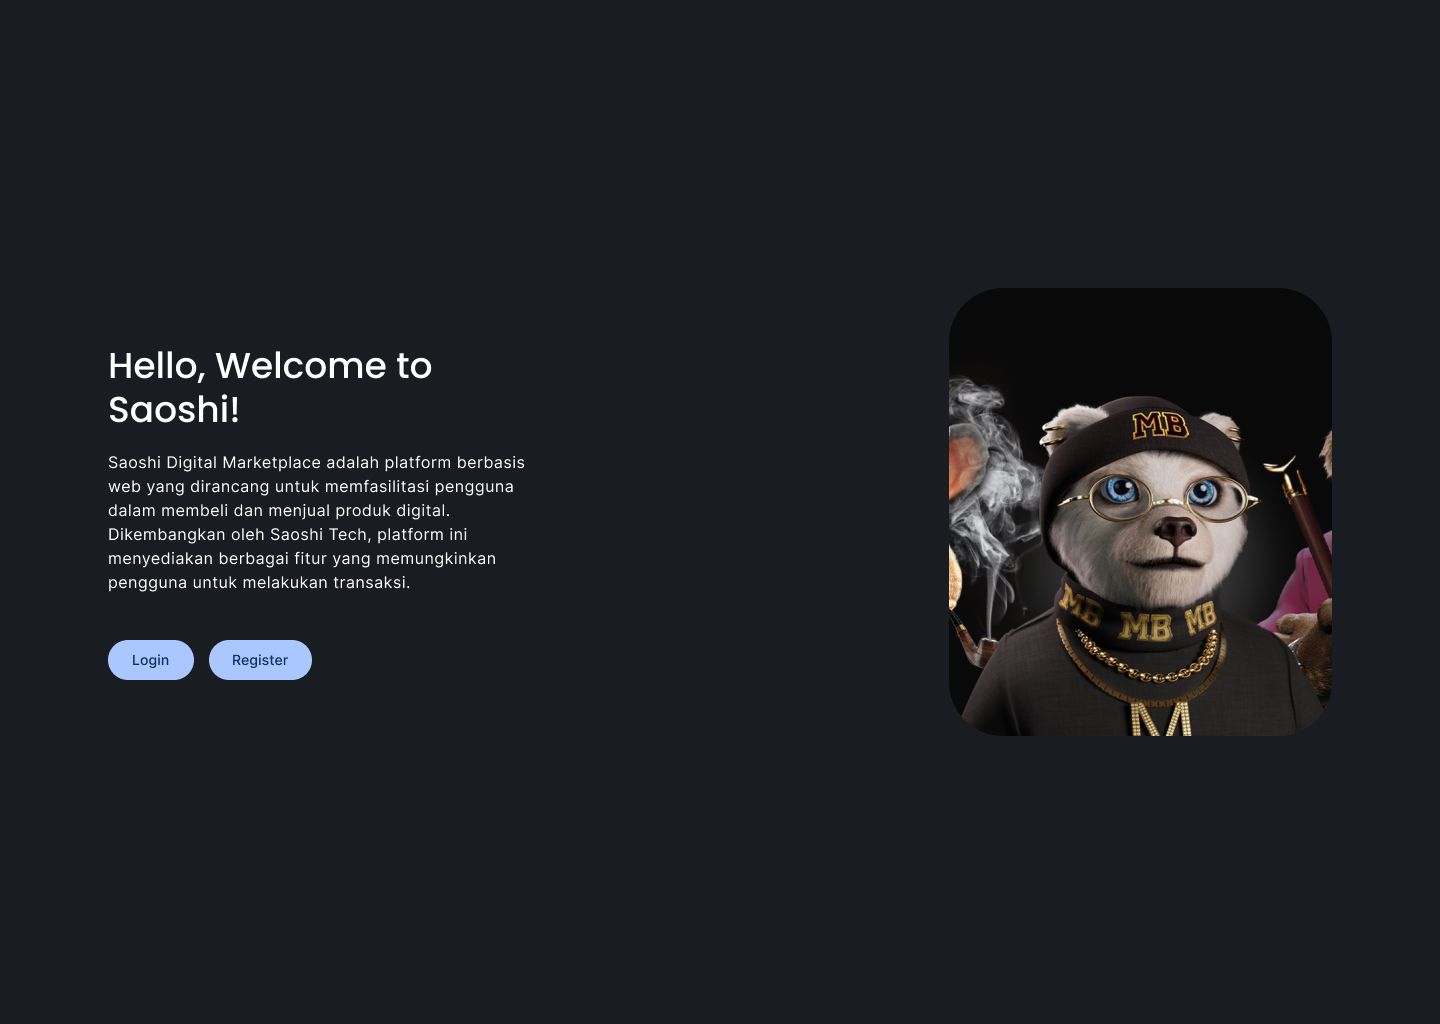 Hello, Welcome to
Saoshi!
Saoshi Digital Marketplace adalah platform berbasis
web yang dirancang untuk memfasilitasi pengguna
dalam membeli dan menjual produk digital.
Dikembangkan oleh Saoshi Tech, platform ini
menyediakan berbagai fitur yang memungkinkan
pengguna untuk melakukan transaksi.
Login Register
MB
MB MB MB
M